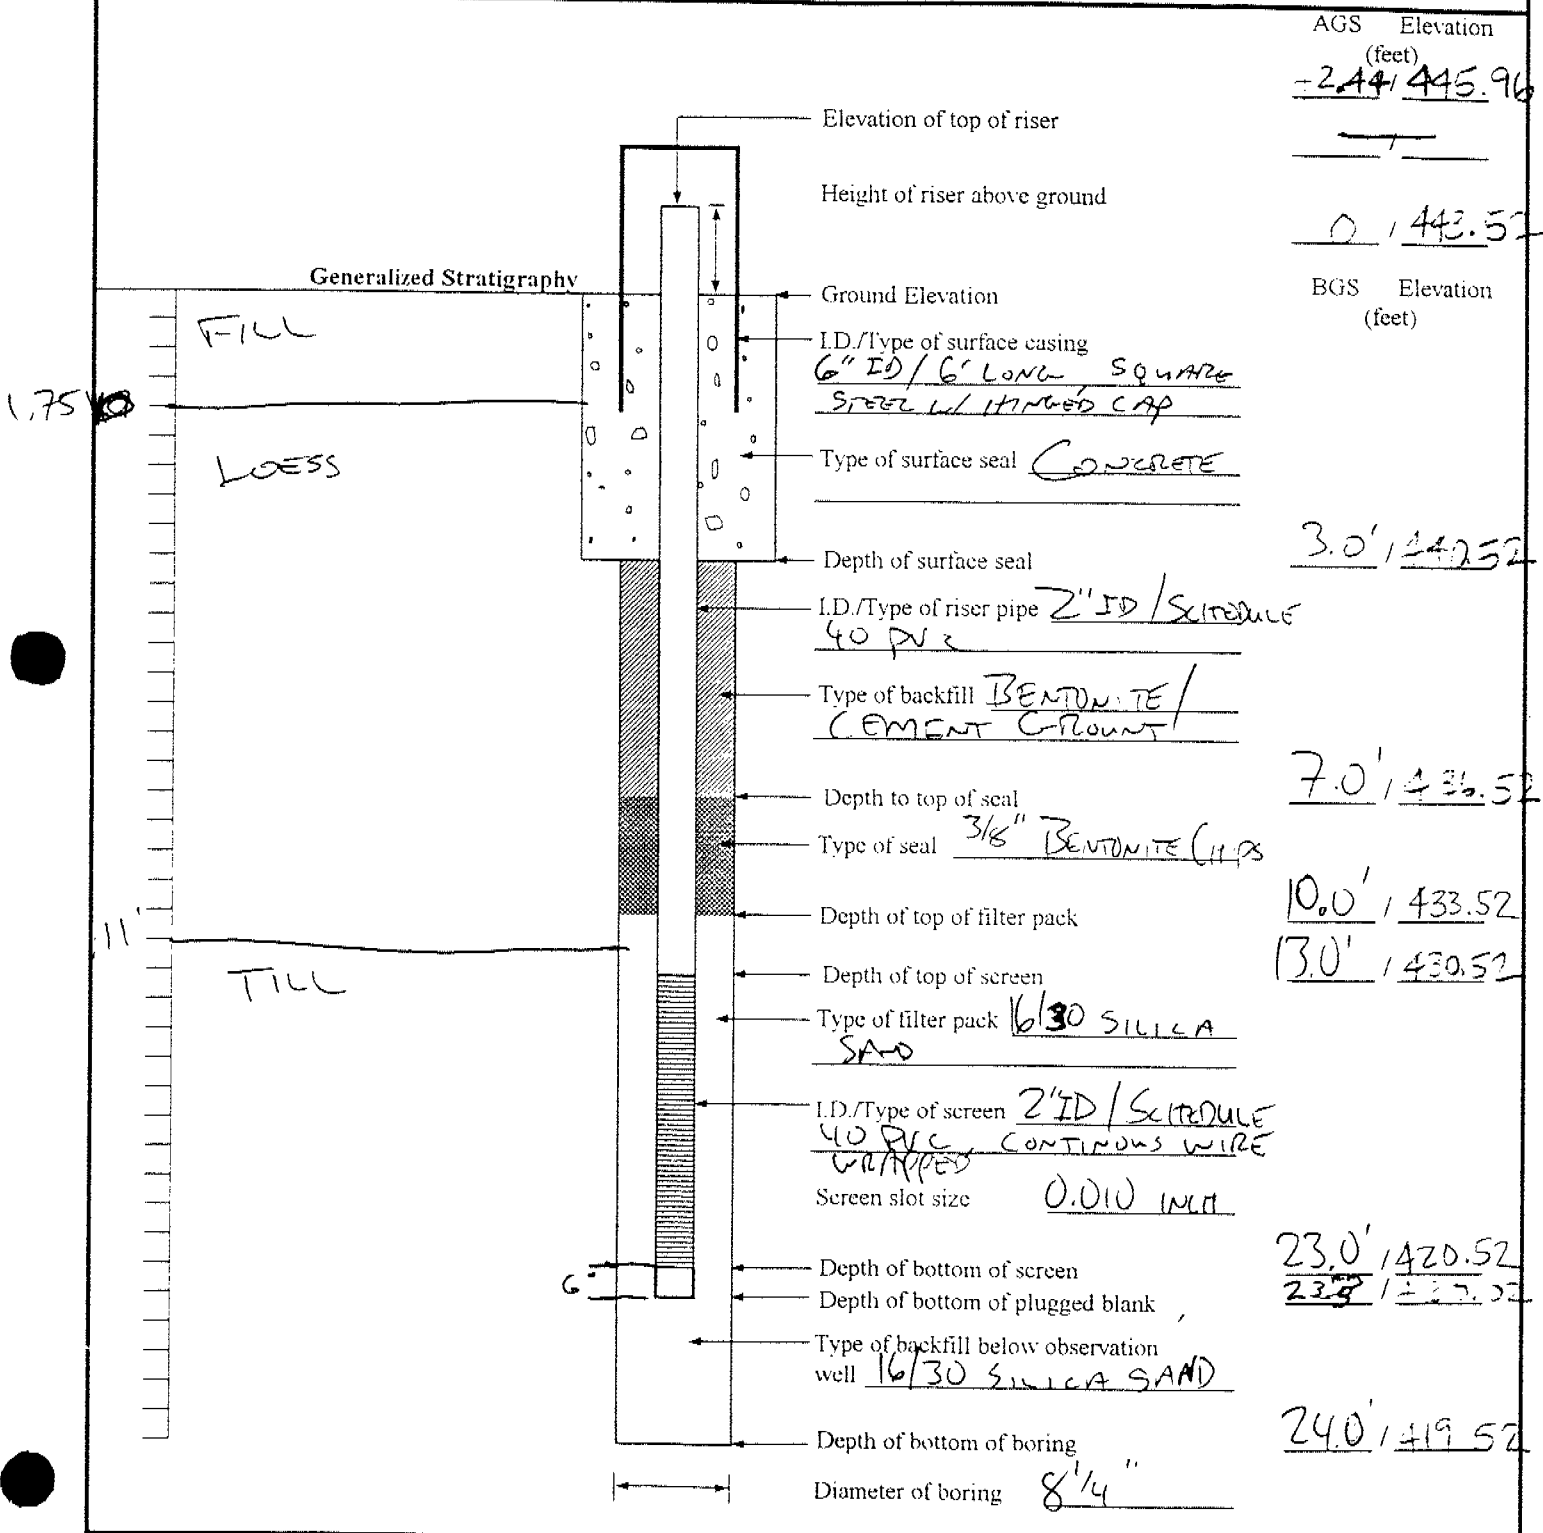 AGS Elevation
(feet)
-2.44 / 445.96
Elevation of top of riser
Height of riser above ground
0 / 443.52
Generalized Stratigraphy
Ground Elevation
BGS Elevation
(feet)
FILL
I.D./Type of surface casing
6" ID / 6' LONG, SQUARE
STEEL W/ HINGED CAP
1.75
LOESS
Type of surface seal CONCRETE
Depth of surface seal
3.0' / 440.52
I.D./Type of riser pipe 2" ID / SCHEDULE
40 PVC
Type of backfill BENTONITE /
CEMENT GROUNT
Depth to top of seal
7.0' / 436.52
Type of seal 3/8" BENTONITE CHIPS
Depth of top of filter pack
10.0' / 433.52
11'
TILL
Depth of top of screen
13.0' / 430.52
Type of filter pack 16/30 SILICA
SAND
I.D./Type of screen 2' ID / SCHEDULE
40 PVC, CONTINOUS WIRE
WRAPPED
Screen slot size 0.010 INCH
Depth of bottom of screen
23.0' / 420.52
6"
Depth of bottom of plugged blank
Type of backfill below observation
well 16/30 SILICA SAND
Depth of bottom of boring
24.0' / 419.52
Diameter of boring 8 1/4"